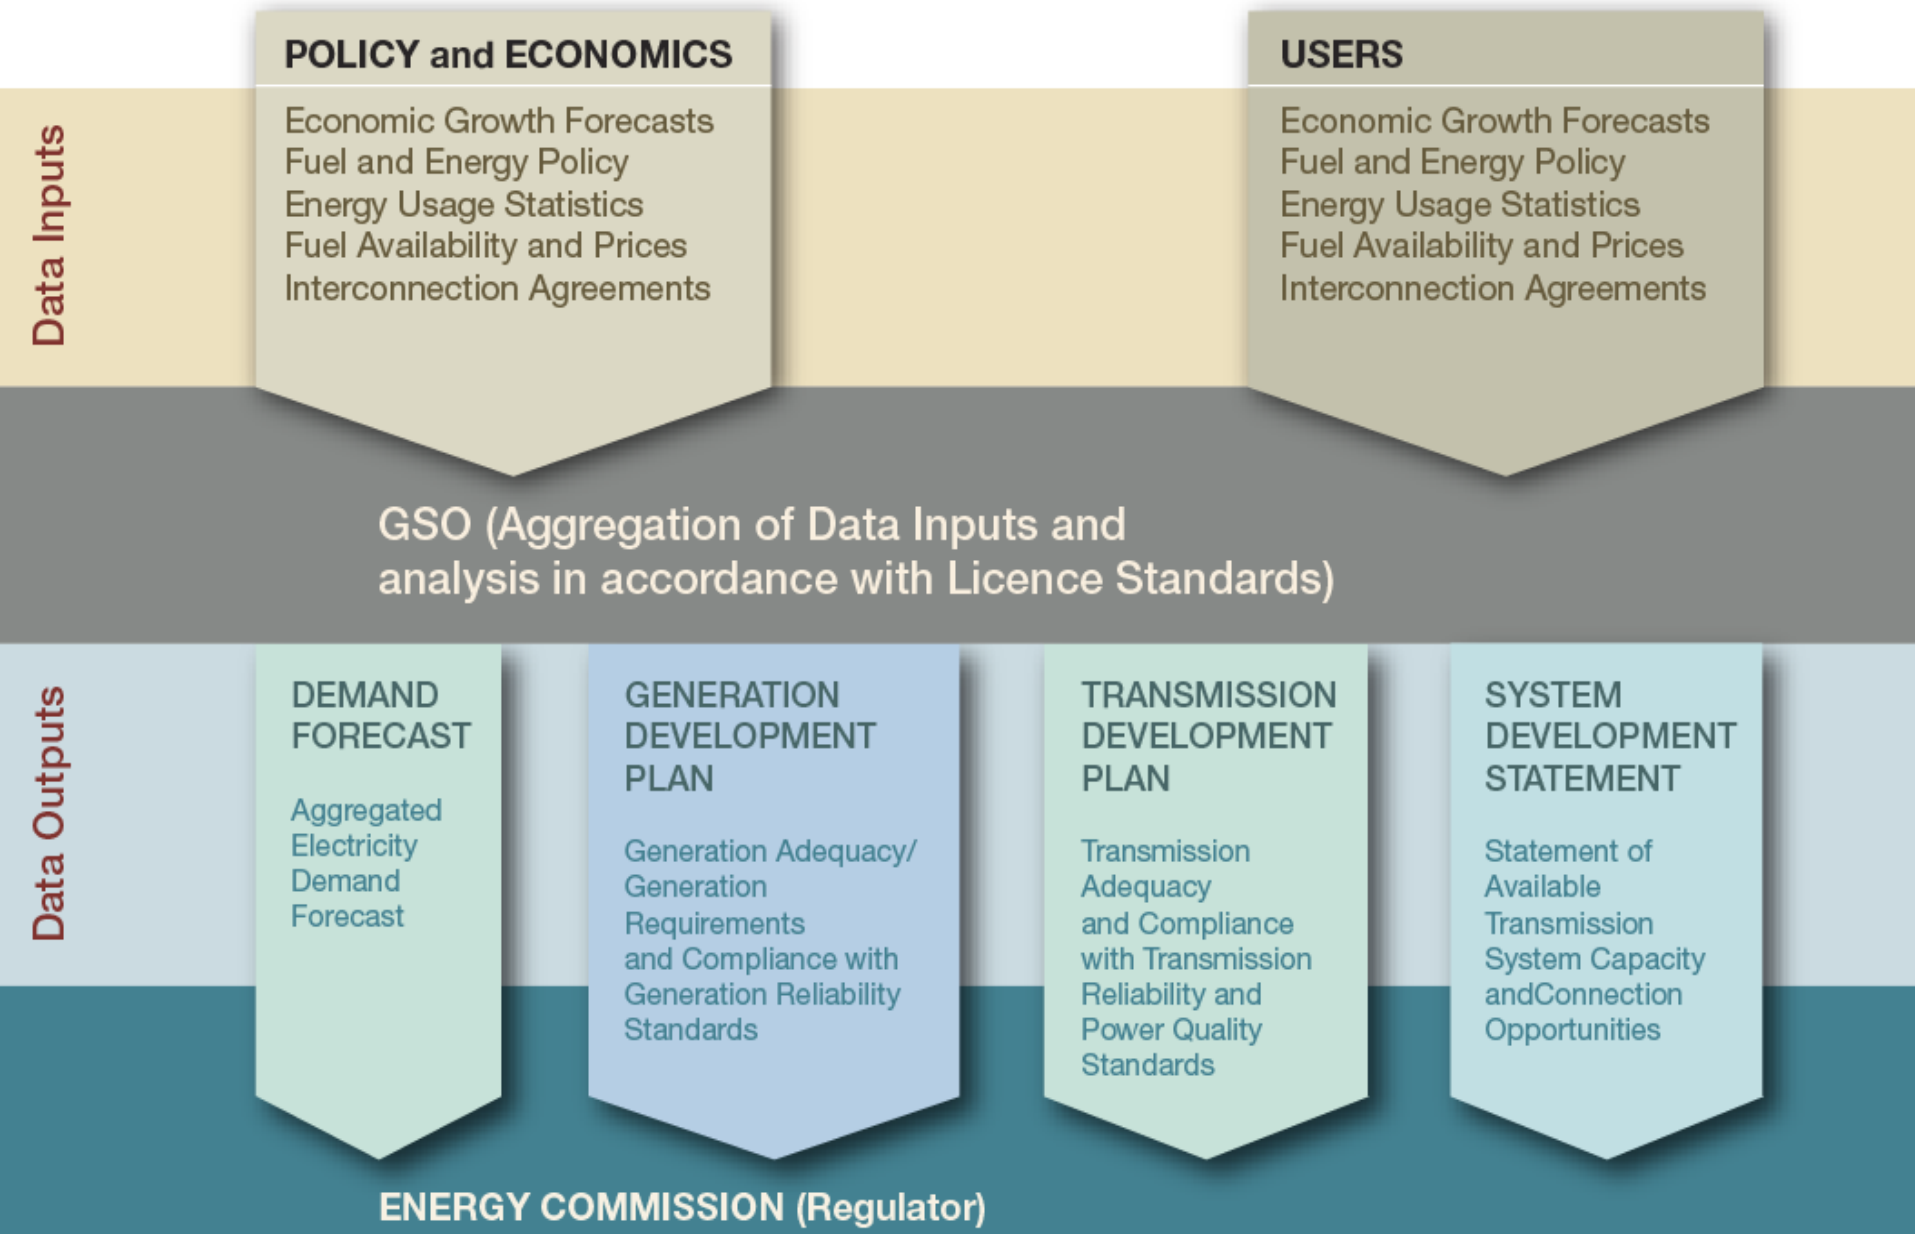 POLICY and ECONOMICS
Economic Growth Forecasts
Fuel and Energy Policy
Energy Usage Statistics
Fuel Availability and Prices
Interconnection Agreements
USERS
Economic Growth Forecasts
Fuel and Energy Policy
Energy Usage Statistics
Fuel Availability and Prices
Interconnection Agreements
Data Inputs
GSO (Aggregation of Data Inputs and
analysis in accordance with Licence Standards)
Data Outputs
DEMAND
FORECAST
Aggregated
Electricity
Demand
Forecast
GENERATION
DEVELOPMENT
PLAN
Generation Adequacy/
Generation
Requirements
and Compliance with
Generation Reliability
Standards
TRANSMISSION
DEVELOPMENT
PLAN
Transmission
Adequacy
and Compliance
with Transmission
Reliability and
Power Quality
Standards
SYSTEM
DEVELOPMENT
STATEMENT
Statement of
Available
Transmission
System Capacity
andConnection
Opportunities
ENERGY COMMISSION (Regulator)